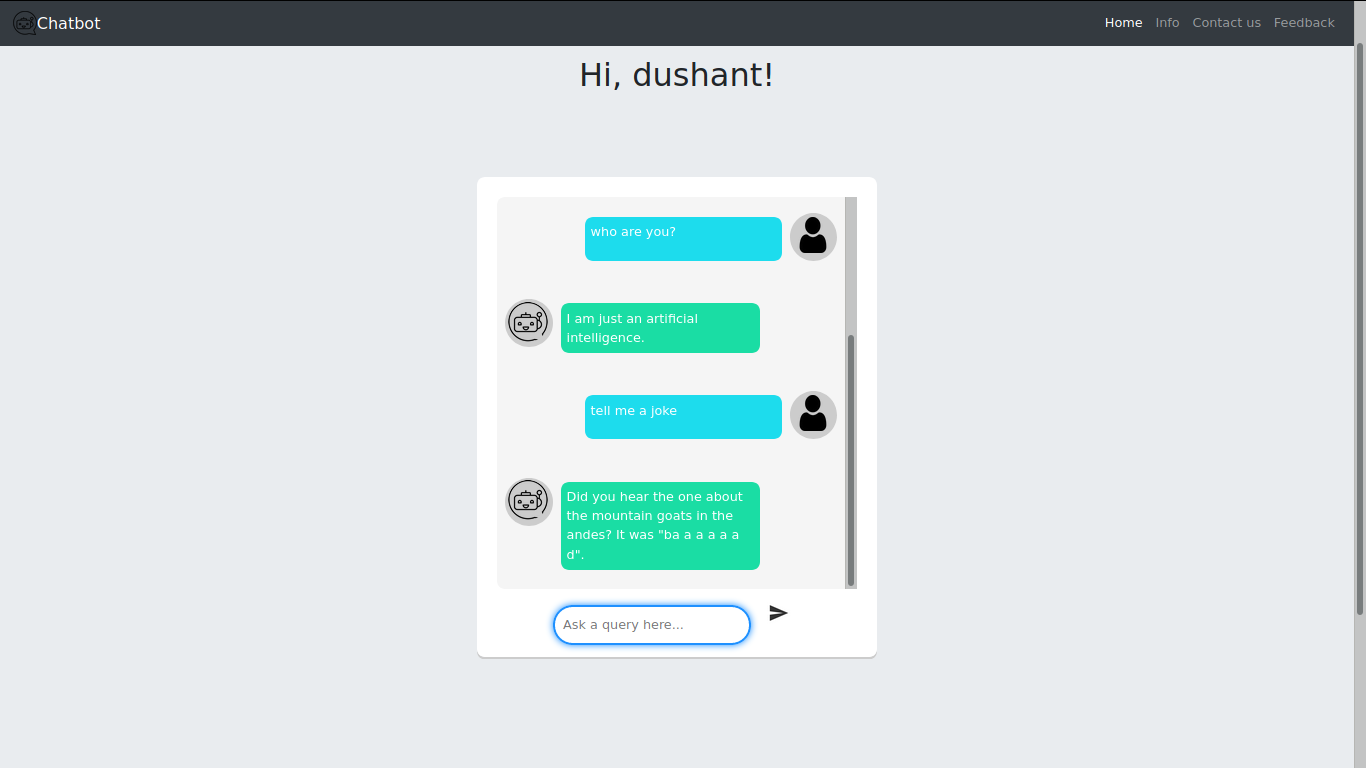 Chatbot
Home Info Contact us Feedback
Hi, dushant!
who are you?
I am just an artificial
intelligence.
tell me a joke
Did you hear the one about
the mountain goats in the
andes? It was "ba a a a a a
d".
Ask a query here...